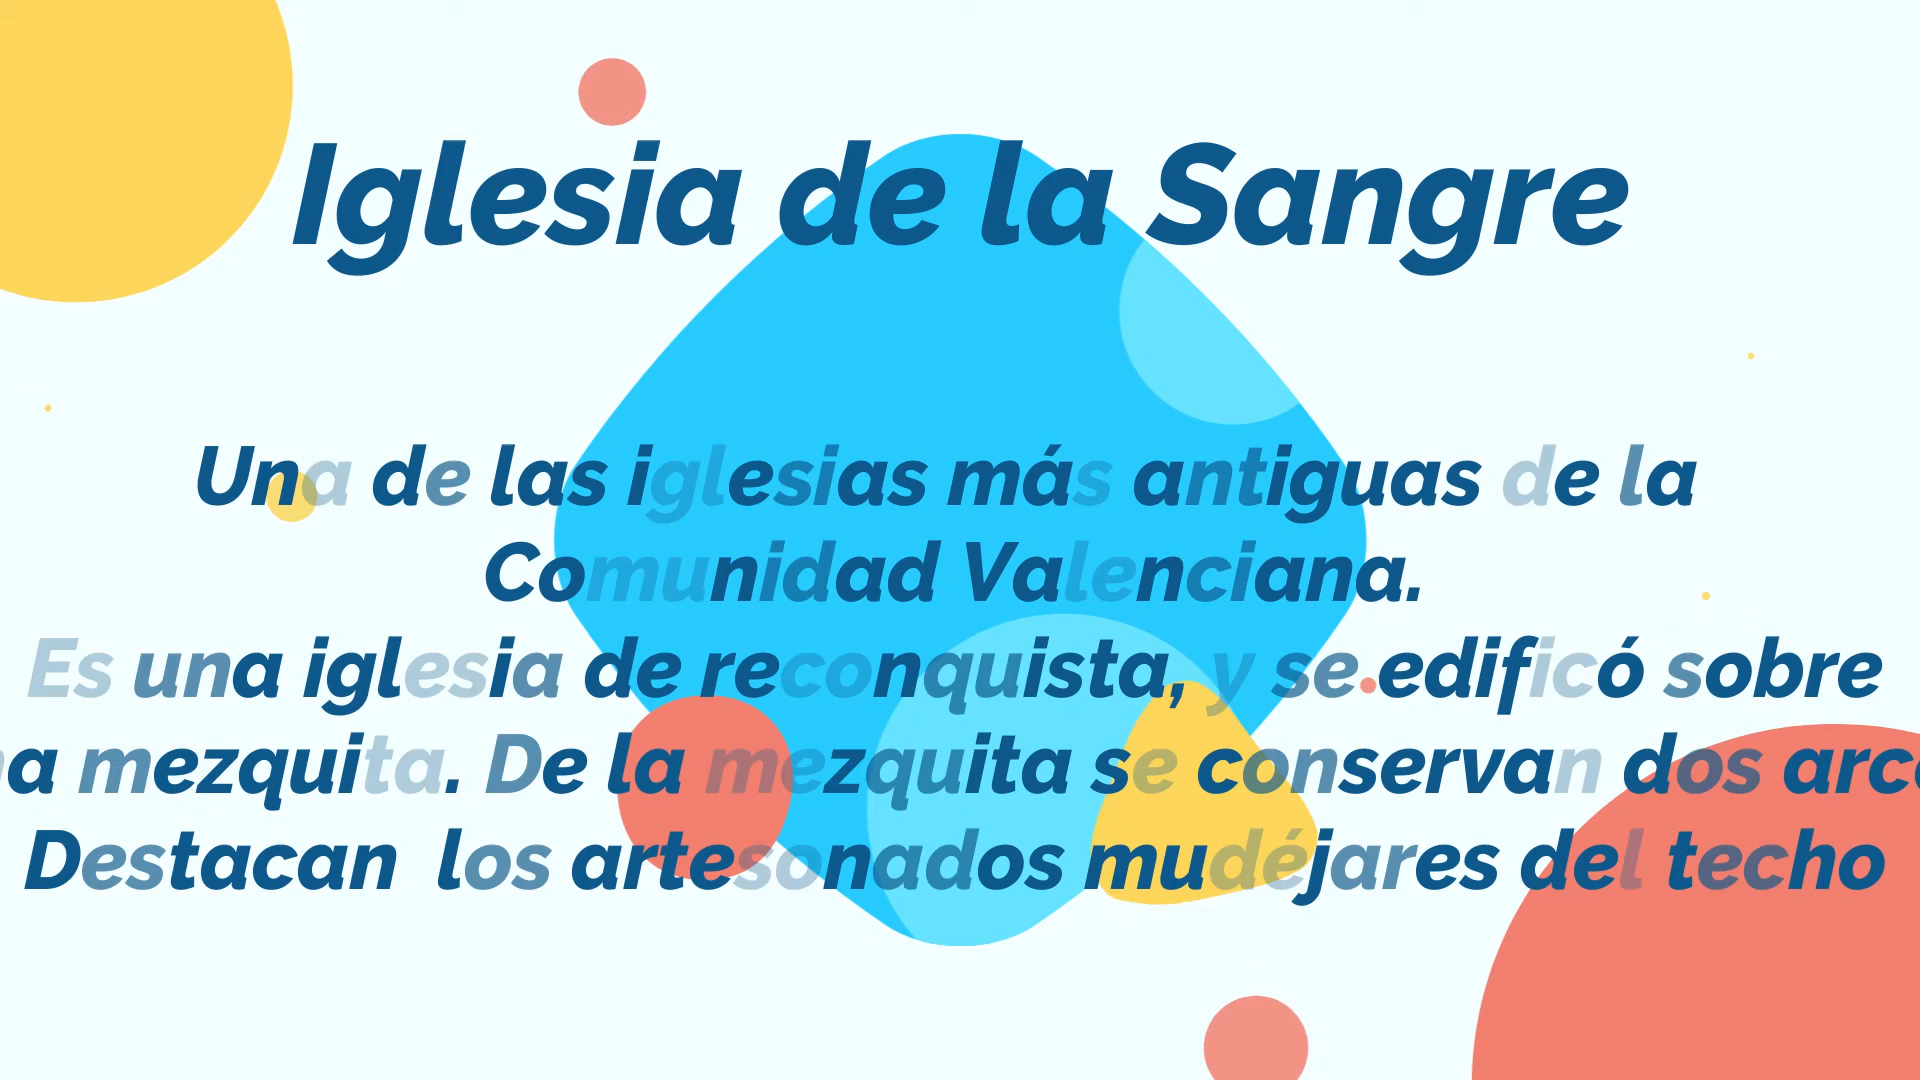 Iglesia de la Sangre
Una de las iglesias más antiguas de la
Comunidad Valenciana.
Es una iglesia de reconquista, y se edificó sobre
mezquita. De la mezquita se conservan dos
Destacan los artesonados mudéjares del techo